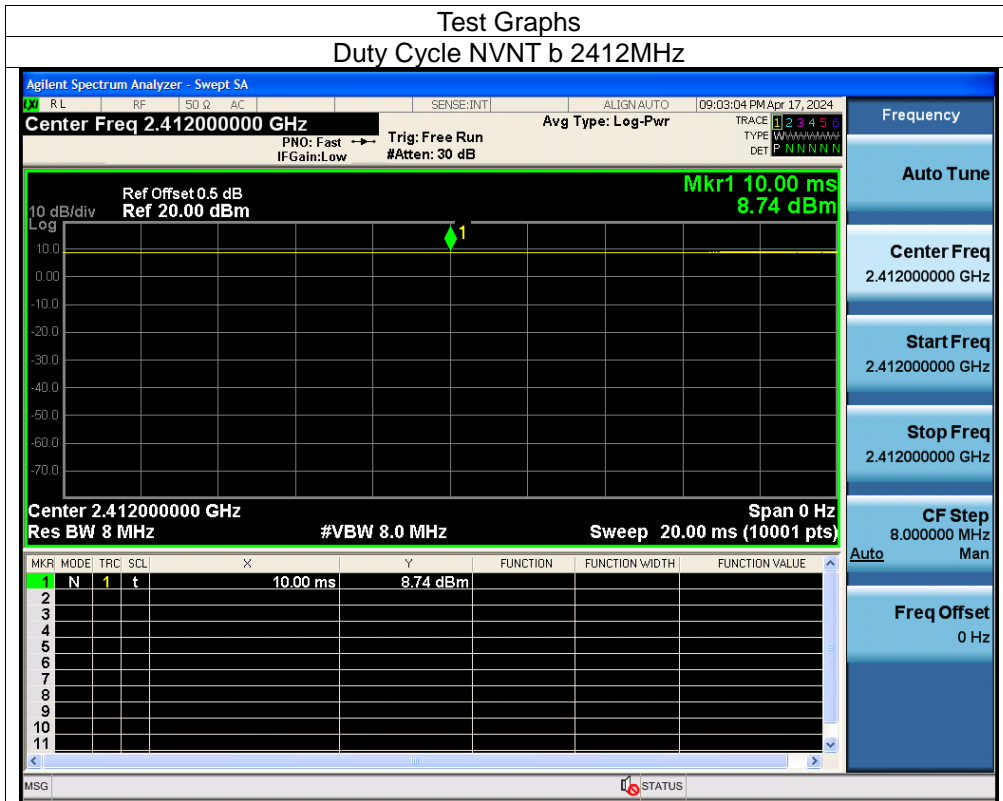 Test Graphs
Duty Cycle NVNT b 2412MHz
Agilent Spectrum Analyzer - Swept SA
LXI RL RF 50 Ω AC SENSE:INT ALIGN AUTO 09:03:04 PM Apr 17, 2024
Center Freq 2.412000000 GHz
PNO: Fast
IFGain:Low
Trig: Free Run
#Atten: 30 dB
Avg Type: Log-Pwr
TRACE 1 2 3 4 5 6
TYPE WWWWWW
DET P N N N N N
Frequency
Auto Tune
Center Freq
2.412000000 GHz
Start Freq
2.412000000 GHz
Stop Freq
2.412000000 GHz
CF Step
8.000000 MHz
Auto Man
Freq Offset
0 Hz
Mkr1 10.00 ms
8.74 dBm
Ref Offset 0.5 dB
10 dB/div Ref 20.00 dBm
Log
1
10.0
0.00
-10.0
-20.0
-30.0
-40.0
-50.0
-60.0
-70.0
Center 2.412000000 GHz Span 0 Hz
Res BW 8 MHz #VBW 8.0 MHz Sweep 20.00 ms (10001 pts)
MKR MODE TRC SCL X Y FUNCTION FUNCTION WIDTH FUNCTION VALUE
1 N 1 t 10.00 ms 8.74 dBm
2
3
4
5
6
7
8
9
10
11
MSG STATUS